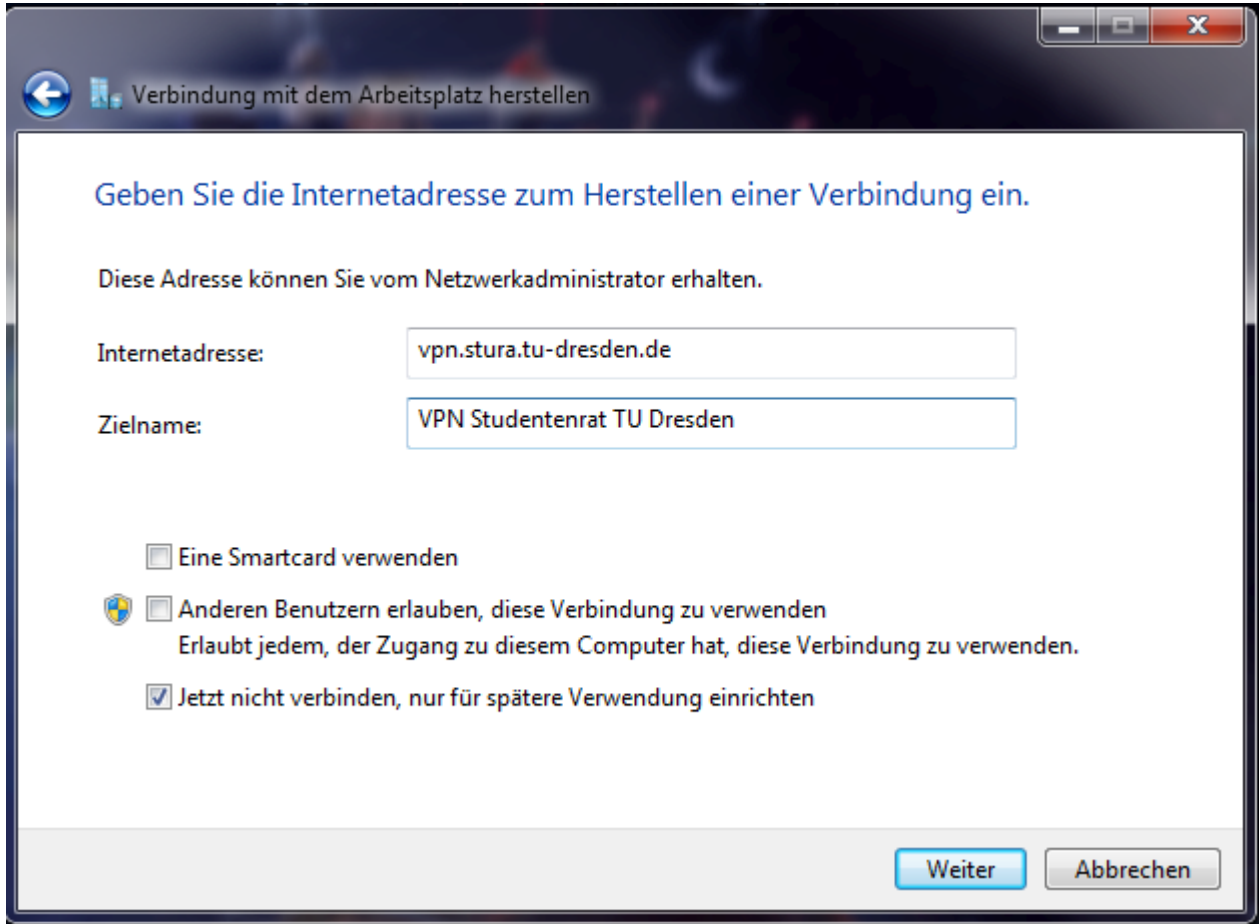 Verbindung mit dem Arbeitsplatz herstellen
Geben Sie die Internetadresse zum Herstellen einer Verbindung ein.
Diese Adresse können Sie vom Netzwerkadministrator erhalten.
Internetadresse: vpn.stura.tu-dresden.de
Zielname: VPN Studentenrat TU Dresden
Eine Smartcard verwenden
Anderen Benutzern erlauben, diese Verbindung zu verwenden
Erlaubt jedem, der Zugang zu diesem Computer hat, diese Verbindung zu verwenden.
Jetzt nicht verbinden, nur für spätere Verwendung einrichten
Weiter Abbrechen